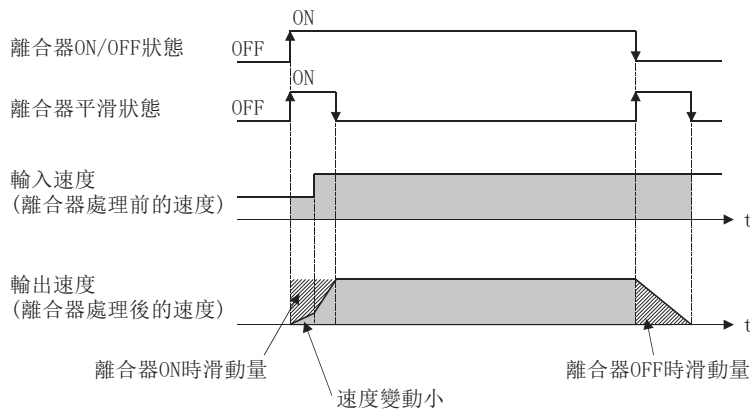 ON
離合器ON/OFF狀態
OFF
ON
離合器平滑狀態
OFF
輸入速度
(離合器處理前的速度)
t
輸出速度
(離合器處理後的速度)
t
離合器ON時滑動量
離合器OFF時滑動量
速度變動小